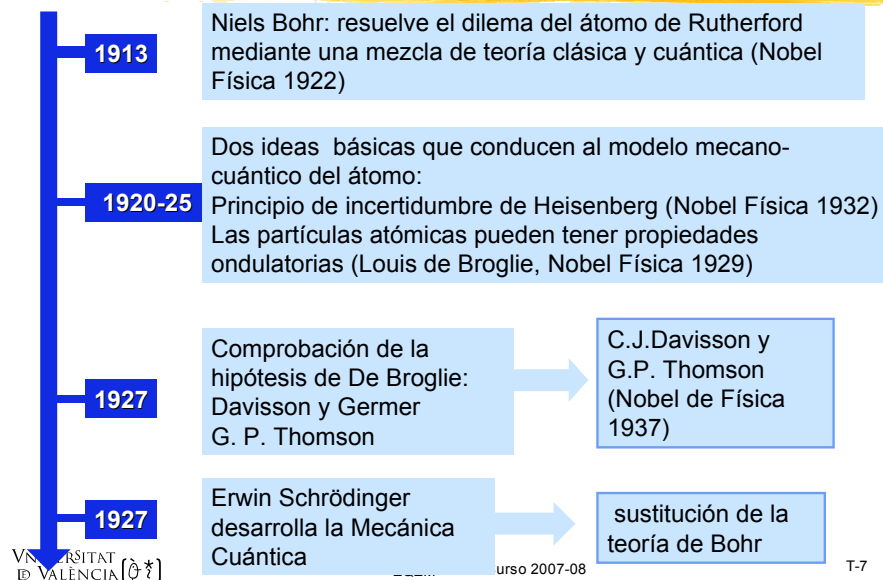 1913
Niels Bohr: resuelve el dilema del átomo de Rutherford
mediante una mezcla de teoría clásica y cuántica (Nobel
Física 1922)
1920-25
Dos ideas básicas que conducen al modelo mecano-
cuántico del átomo:
Principio de incertidumbre de Heisenberg (Nobel Física 1932)
Las partículas atómicas pueden tener propiedades
ondulatorias (Louis de Broglie, Nobel Física 1929)
1927
Comprobación de la
hipótesis de De Broglie:
Davisson y Germer
G. P. Thomson
C.J.Davisson y
G.P. Thomson
(Nobel de Física
1937)
1927
Erwin Schrödinger
desarrolla la Mecánica
Cuántica
sustitución de la
teoría de Bohr
DE VALÈNCIA
urso 2007-08
T-7